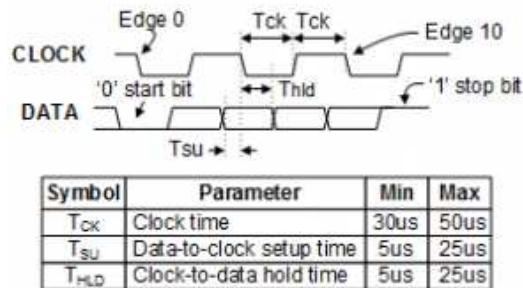 Edge 0
Tck Tck
Edge 10
CLOCK
'0' start bit
Thld
'1' stop bit
DATA
Tsu
Symbol Parameter Min Max
TCK Clock time 30us 50us
TSU Data-to-clock setup time 5us 25us
THLD Clock-to-data hold time 5us 25us